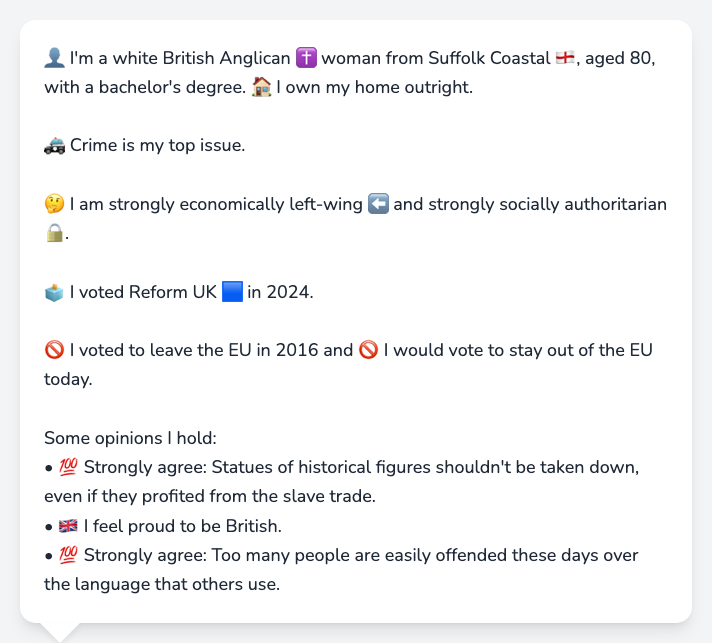 👤 I'm a white British Anglican ✝️ woman from Suffolk Coastal 🏴󠁧󠁢󠁥󠁮󠁧󠁿, aged 80,
with a bachelor's degree. 🏠 I own my home outright.
🚓 Crime is my top issue.
🤔 I am strongly economically left-wing ⬅️ and strongly socially authoritarian
🔒.
🗳️ I voted Reform UK 🟦 in 2024.
🚫 I voted to leave the EU in 2016 and 🚫 I would vote to stay out of the EU
today.
Some opinions I hold:
• 💯 Strongly agree: Statues of historical figures shouldn't be taken down,
even if they profited from the slave trade.
• 🇬🇧 I feel proud to be British.
• 💯 Strongly agree: Too many people are easily offended these days over
the language that others use.